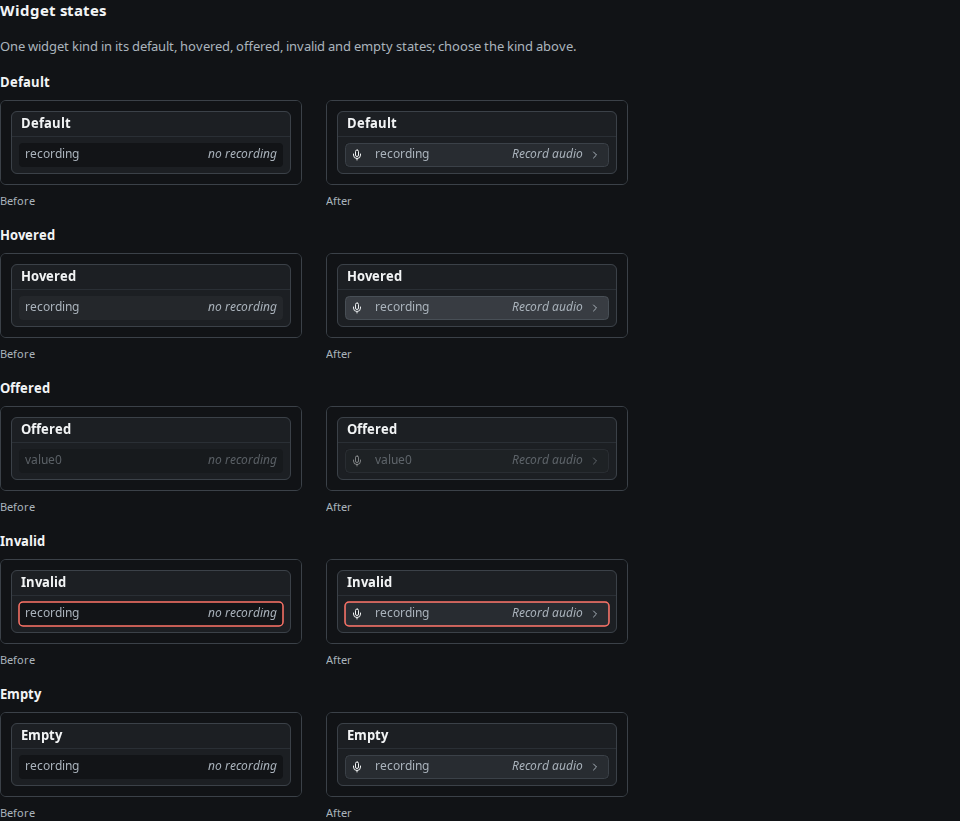 Widget states
One widget kind in its default, hovered, offered, invalid and empty states; choose the kind above.
Default
Default
recording no recording
Before
Default
recording Record audio
After
Hovered
Hovered
recording no recording
Before
Hovered
recording Record audio
After
Offered
Offered
value0 no recording
Before
Offered
value0 Record audio
After
Invalid
Invalid
recording no recording
Before
Invalid
recording Record audio
After
Empty
Empty
recording no recording
Before
Empty
recording Record audio
After